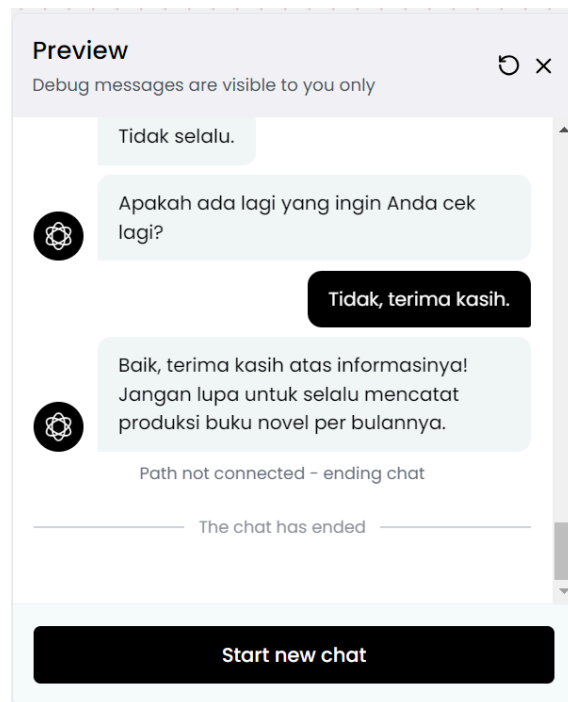 Preview
Debug messages are visible to you only
Tidak selalu.
Apakah ada lagi yang ingin Anda cek
lagi?
Tidak, terima kasih.
Baik, terima kasih atas informasinya!
Jangan lupa untuk selalu mencatat
produksi buku novel per bulannya.
Path not connected - ending chat
The chat has ended
Start new chat